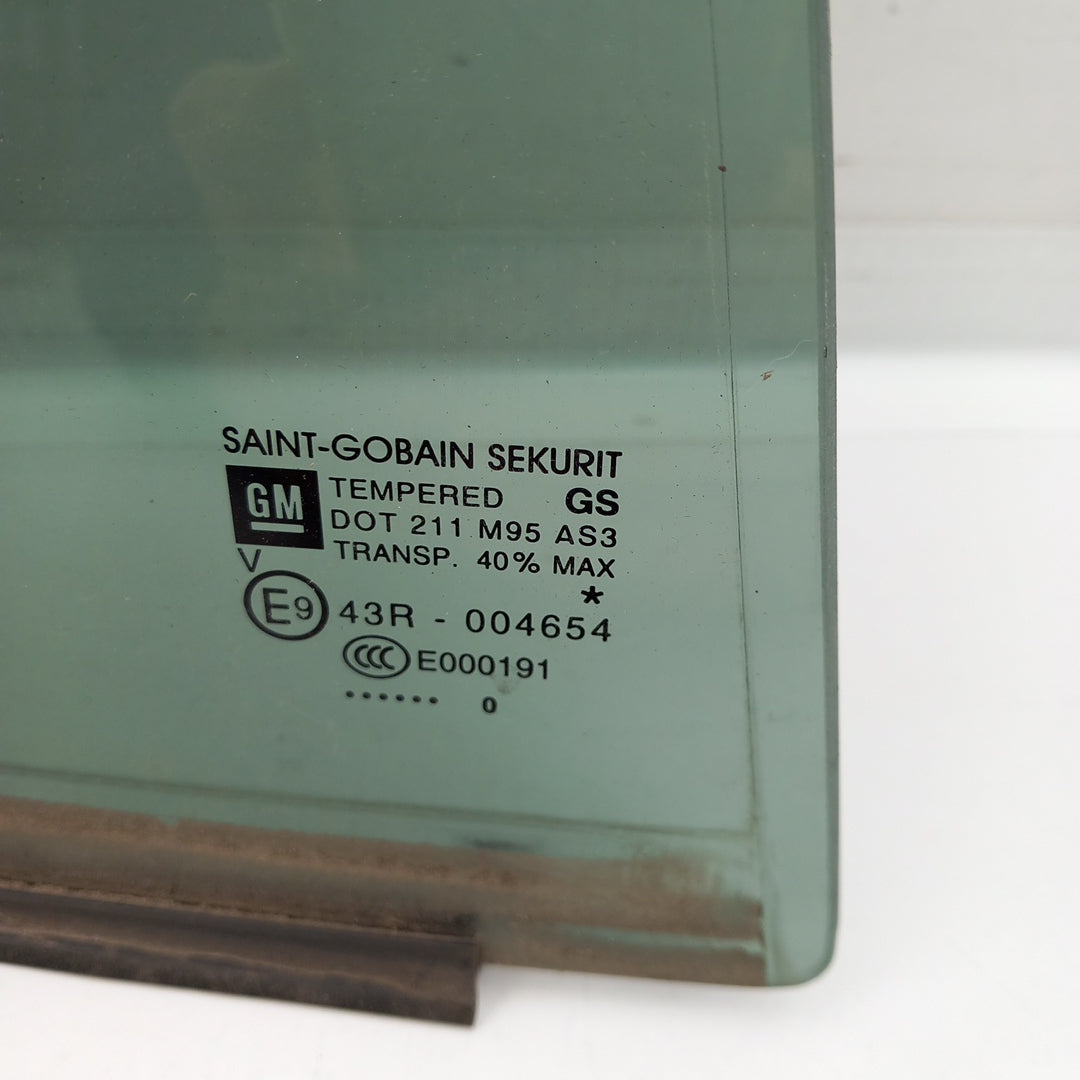 SAINT-GOBAIN SEKURIT
GM TEMPERED GS
DOT 211 M95 AS3
TRANSP. 40% MAX
V *
E9 43R - 004654
CCC E000191
...... 0